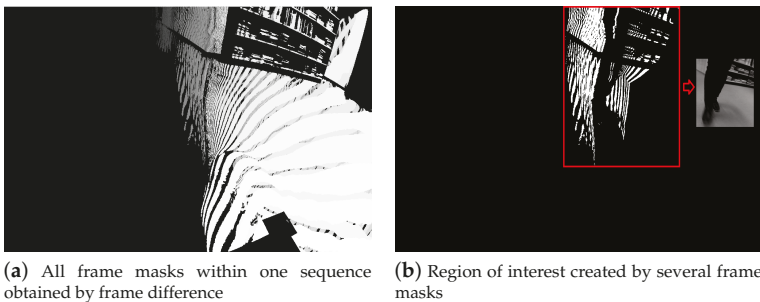 (a) All frame masks within one sequence
obtained by frame difference
(b) Region of interest created by several frame
masks